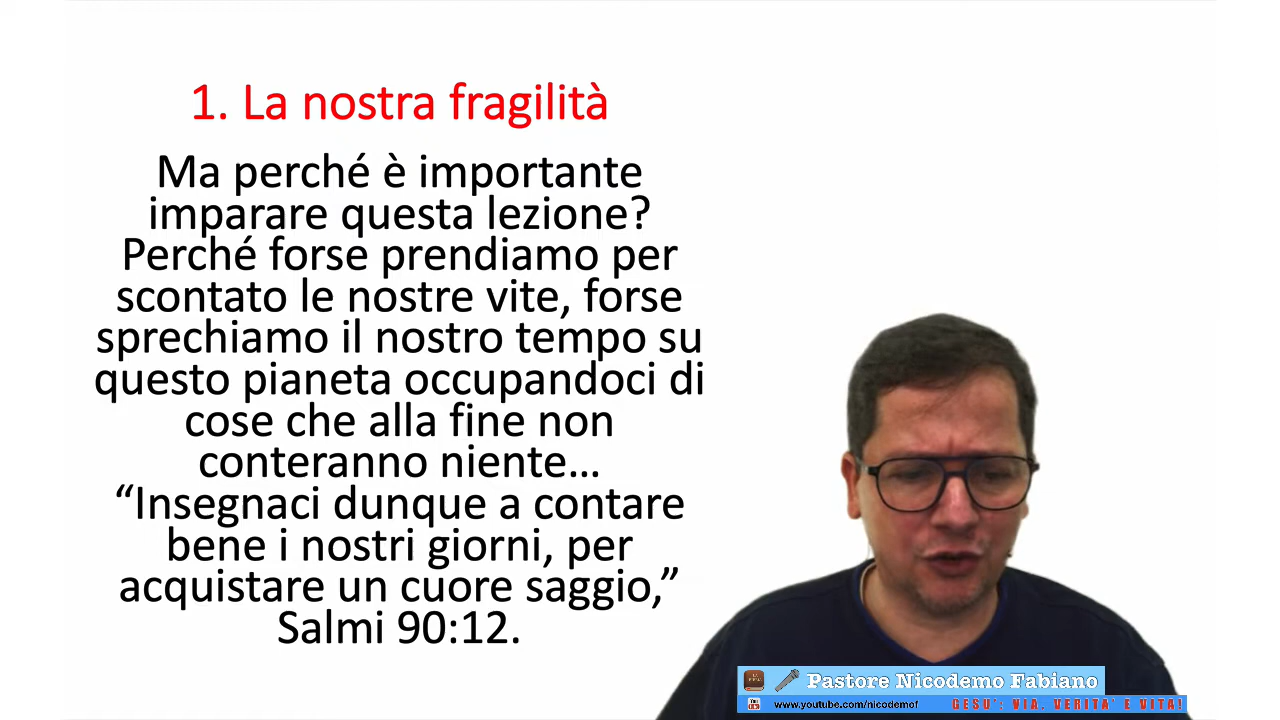 1. La nostra fragilità
Ma perché è importante
imparare questa lezione?
Perché forse prendiamo per
scontato le nostre vite, forse
sprechiamo il nostro tempo su
questo pianeta occupandoci di
cose che alla fine non
conteranno niente…
“Insegnaci dunque a contare
bene i nostri giorni, per
acquistare un cuore saggio,”
Salmi 90:12.
Pastore Nicodemo Fabiano
www.youtube.com/nicodemof
GESU': VIA, VERITA' E VITA!